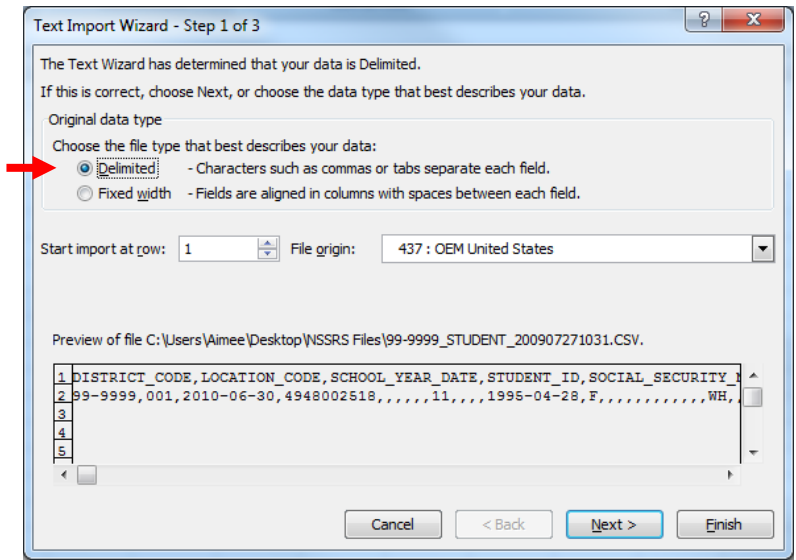 Text Import Wizard - Step 1 of 3
The Text Wizard has determined that your data is Delimited.
If this is correct, choose Next, or choose the data type that best describes your data.
Original data type
Choose the file type that best describes your data:
Delimited - Characters such as commas or tabs separate each field.
Fixed width - Fields are aligned in columns with spaces between each field.
Start import at row: 1 File origin: 437 : OEM United States
Preview of file C:\Users\Aimee\Desktop\NSSRS Files\99-9999_STUDENT_200907271031.CSV.
1 DISTRICT_CODE,LOCATION_CODE,SCHOOL_YEAR_DATE,STUDENT_ID,SOCIAL_SECURITY_
2 99-9999,001,2010-06-30,4948002518,,,,,,11,,,,1995-04-28,F,,,,,,,,,,,,WH,,
3
4
5
Cancel < Back Next > Finish